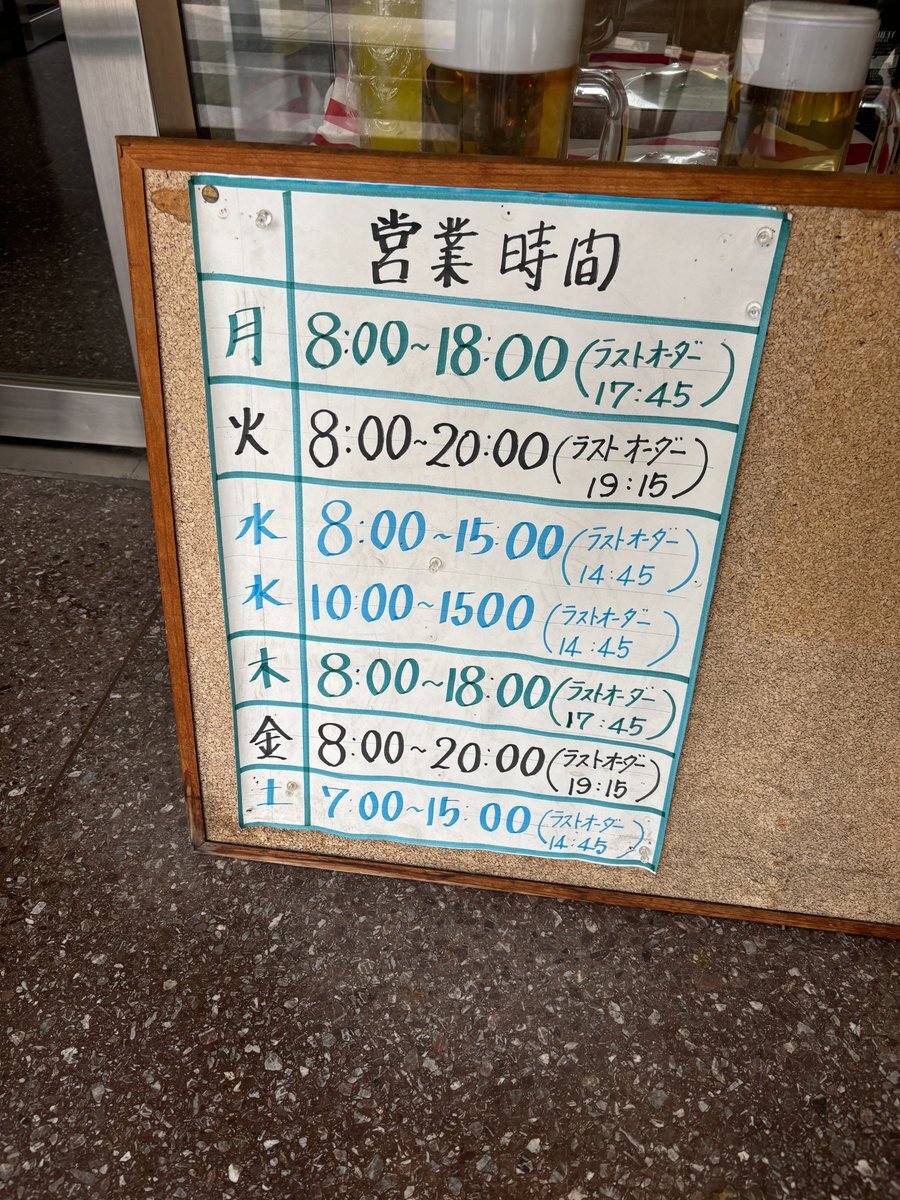 営業時間
月 8:00~18:00 (ラストオーダー
17:45)
火 8:00~20:00 (ラストオーダー
19:15)
水 8:00~15:00 (ラストオーダー
14:45)
水 10:00~1500 (ラストオーダー
14:45)
木 8:00~18:00 (ラストオーダー
17:45)
金 8:00~20:00 (ラストオーダー
19:15)
土 7:00~15:00 (ラストオーダー
14:45)